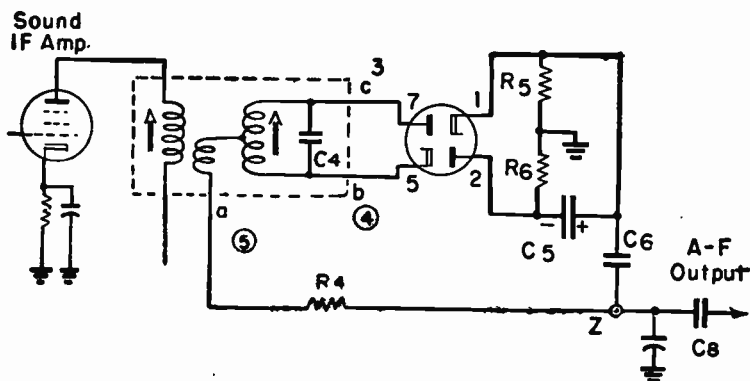 Sound
IF Amp.
3
c
7
1
R5
C4
R6
5
2
a
b
④
⑤
- +
C5
C6
A-F
Output
R4
Z
C8